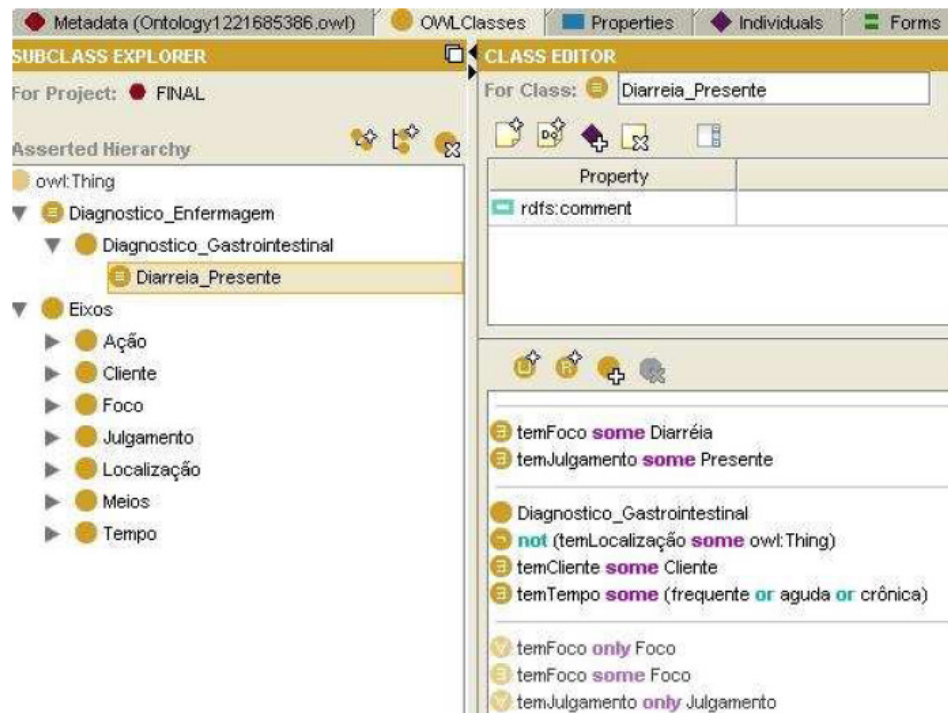 Metadata (Ontology1221685386.owl)
OWLClasses
Properties
Individuals
Forms
SUBCLASS EXPLORER
For Project: FINAL
Asserted Hierarchy
owl:Thing
Diagnostico_Enfermagem
Diagnostico_Gastrointestinal
Diarreia_Presente
Eixos
Ação
Cliente
Foco
Julgamento
Localização
Meios
Tempo
CLASS EDITOR
For Class: Diarreia_Presente
Property
rdfs:comment
temFoco some Diarréia
temJulgamento some Presente
Diagnostico_Gastrointestinal
not (temLocalização some owl:Thing)
temCliente some Cliente
temTempo some (frequente or aguda or crônica)
temFoco only Foco
temFoco some Foco
temJulgamento only Julgamento